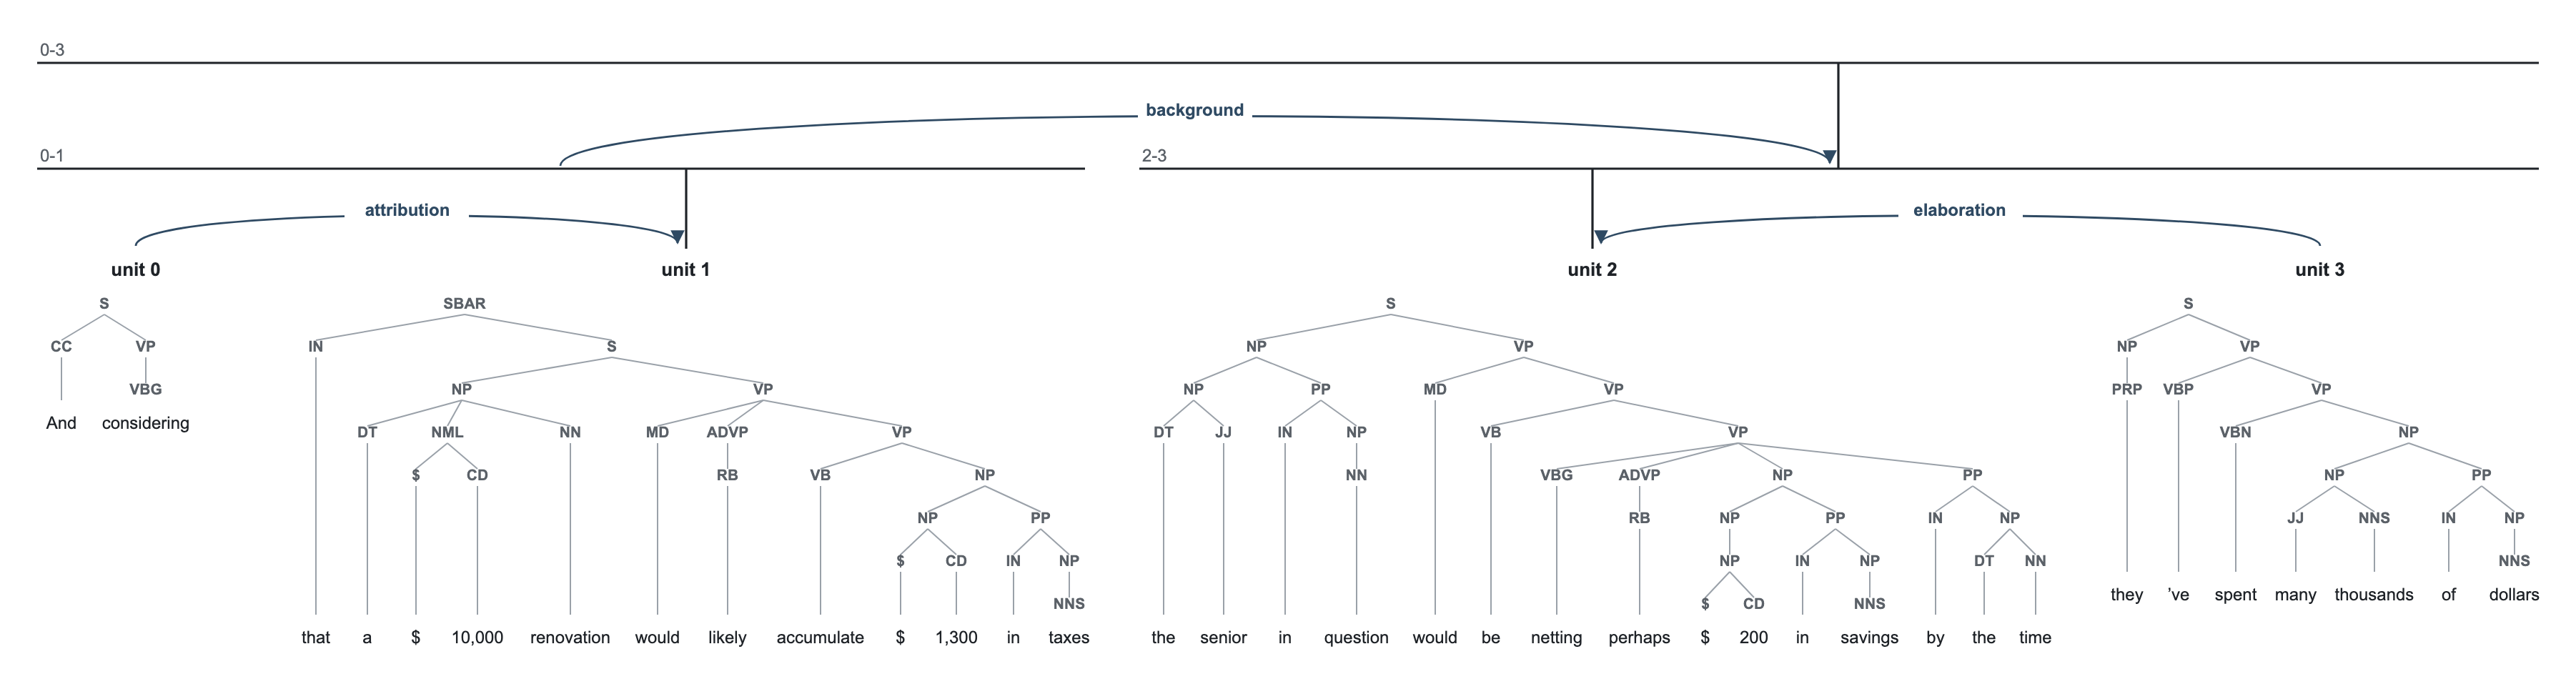 0-3
background
0-1 2-3
attribution elaboration
unit 0 unit 1 unit 2 unit 3
S SBAR S S
CC VP IN S NP VP NP VP
VBG NP VP NP PP MD VP PRP VBP VP
And considering DT NML NN MD ADVP VP DT JJ IN NP VB VP VBN NP
$ CD RB VB NP NN VBG ADVP NP PP NP PP
NP PP RB NP PP IN NP JJ NNS IN NP
$ CD IN NP NP IN NP DT NN NNS
NNS $ CD NNS they ’ve spent many thousands of dollars
that a $ 10,000 renovation would likely accumulate $ 1,300 in taxes the senior in question would be netting perhaps $ 200 in savings by the time